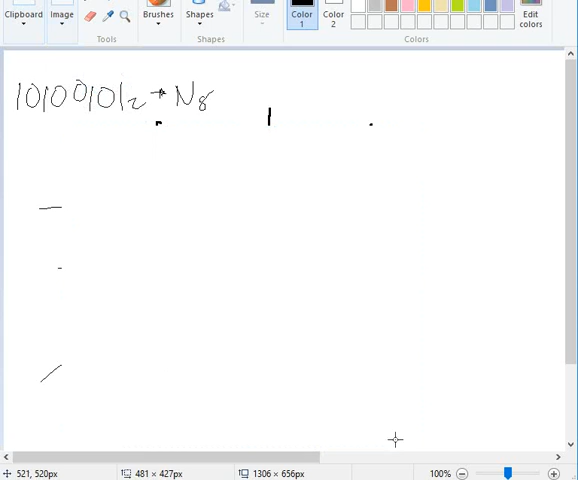 Clipboard
Image
Tools
Brushes
Shapes
Shapes
Size
Color
1
Color
2
Edit
colors
Colors
10100101₂ → N₈
521, 520px
481 × 427px
1306 × 656px
100%